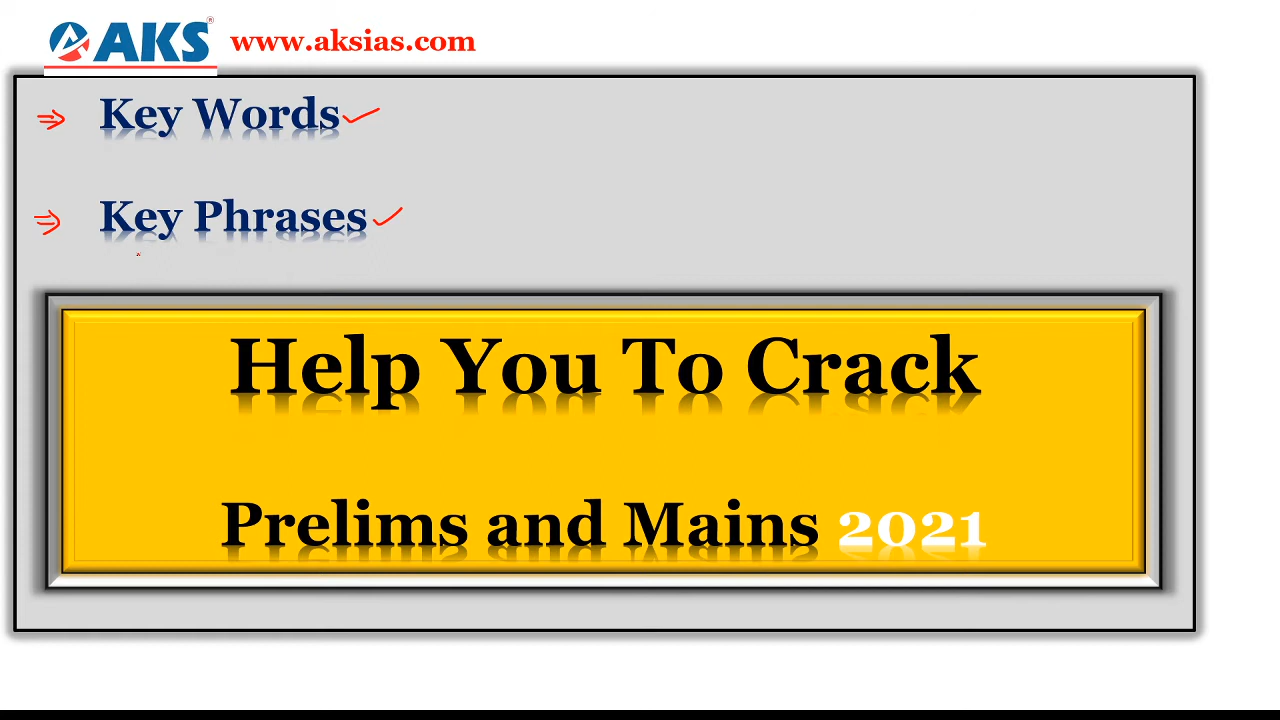 AKS® www.aksias.com
Key Words
Key Phrases
Help You To Crack
Prelims and Mains 2021